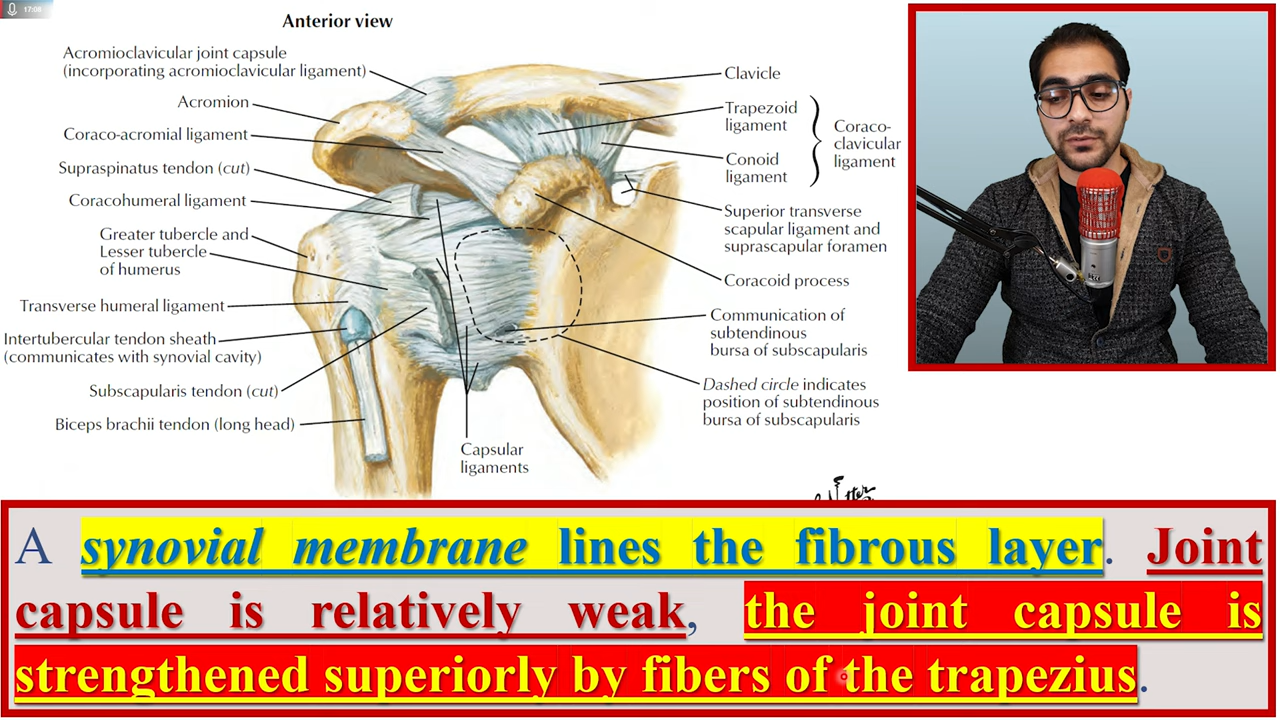 17:08
Anterior view
Acromioclavicular joint capsule
(incorporating acromioclavicular ligament)
Acromion
Coraco-acromial ligament
Supraspinatus tendon (cut)
Coracohumeral ligament
Greater tubercle and
Lesser tubercle
of humerus
Transverse humeral ligament
Intertubercular tendon sheath
(communicates with synovial cavity)
Subscapularis tendon (cut)
Biceps brachii tendon (long head)
Capsular
ligaments
Clavicle
Trapezoid
ligament
Conoid
ligament
Coraco-
clavicular
ligament
Superior transverse
scapular ligament and
suprascapular foramen
Coracoid process
Communication of
subtendinous
bursa of subscapularis
Dashed circle indicates
position of subtendinous
bursa of subscapularis
A synovial membrane lines the fibrous layer. Joint
capsule is relatively weak, the joint capsule is
strengthened superiorly by fibers of the trapezius.